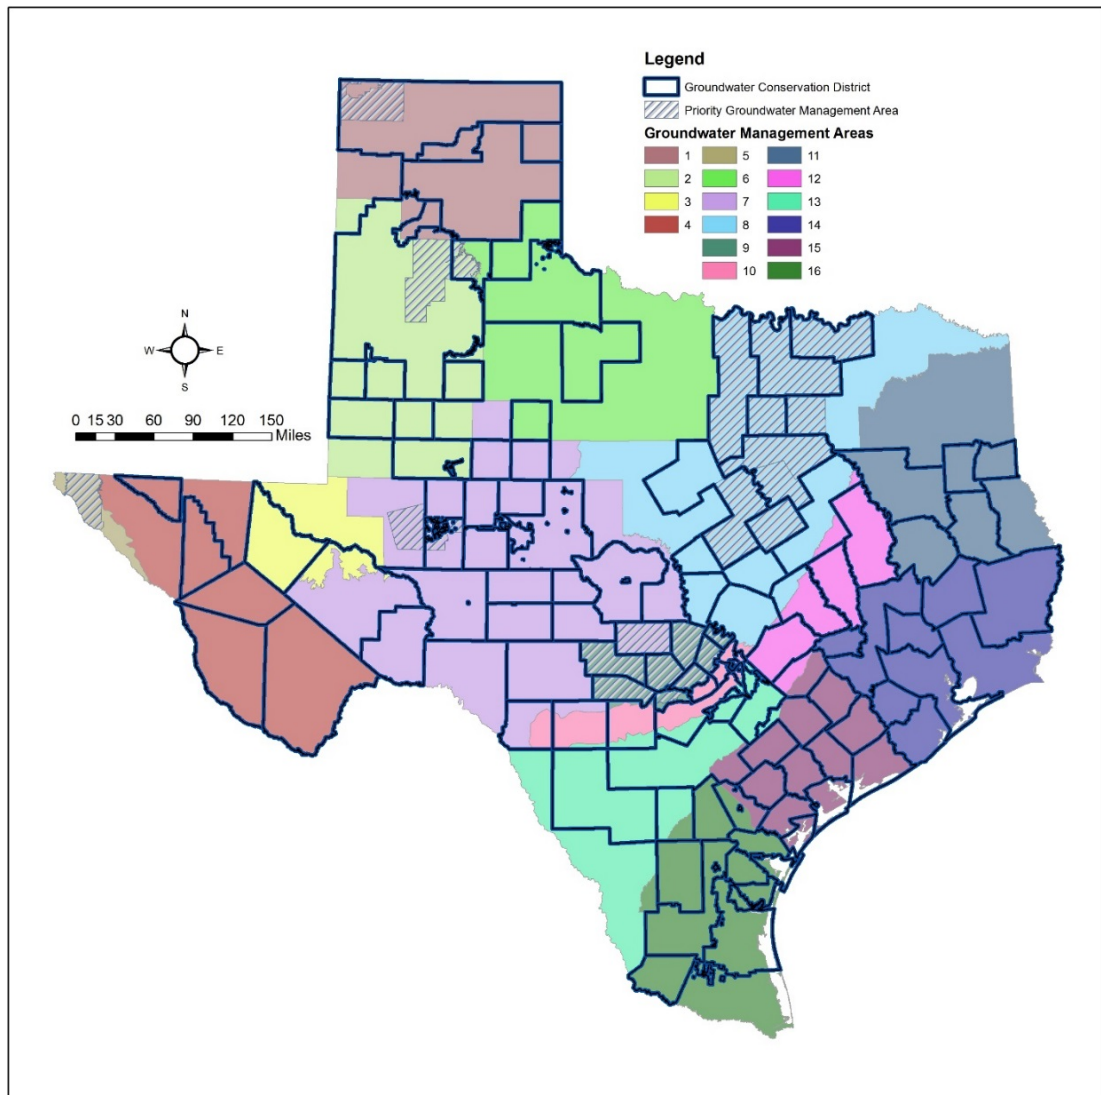 Legend
Groundwater Conservation District
Priority Groundwater Management Area
Groundwater Management Areas
1 5 11
2 6 12
3 7 13
4 8 14
9 15
10 16
N
W E
S
0 15 30 60 90 120 150
Miles